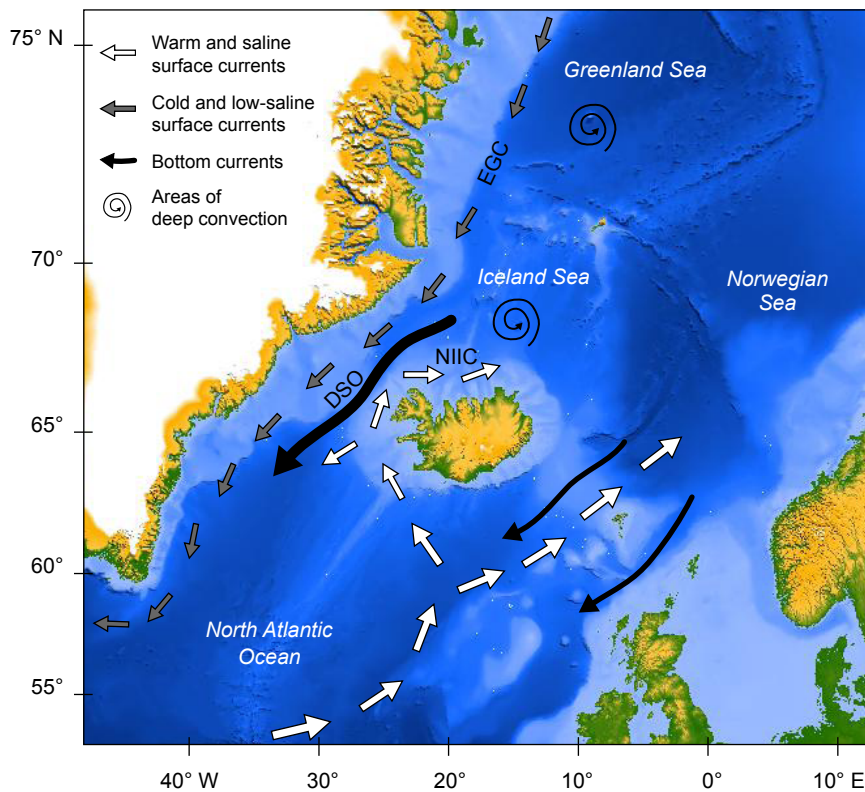 75° N
Warm and saline
surface currents
Cold and low-saline
surface currents
Bottom currents
Areas of
deep convection
Greenland Sea
EGC
70°
Iceland Sea
Norwegian
Sea
NIIC
DSO
65°
60°
North Atlantic
Ocean
55°
40° W
30°
20°
10°
0°
10° E